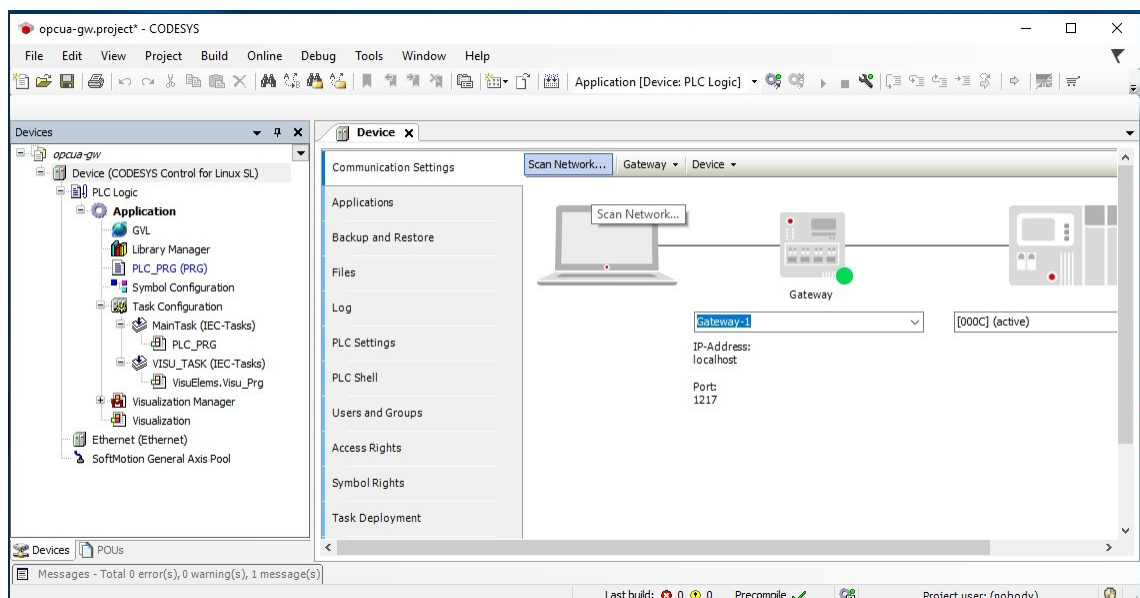 opcua-gw.project* - CODESYS
File Edit View Project Build Online Debug Tools Window Help
Application [Device: PLC Logic]
Devices
opcua-gw
Device (CODESYS Control for Linux SL)
PLC Logic
Application
GVL
Library Manager
PLC_PRG (PRG)
Symbol Configuration
Task Configuration
MainTask (IEC-Tasks)
PLC_PRG
VISU_TASK (IEC-Tasks)
VisuElems.Visu_Prg
Visualization Manager
Visualization
Ethernet (Ethernet)
SoftMotion General Axis Pool
Devices POUs
Device
Communication Settings
Applications
Backup and Restore
Files
Log
PLC Settings
PLC Shell
Users and Groups
Access Rights
Symbol Rights
Task Deployment
Scan Network... Gateway Device
Scan Network...
Gateway
Gateway-1
[000C] (active)
IP-Address:
localhost
Port:
1217
Messages - Total 0 error(s), 0 warning(s), 1 message(s)
Last build: 0 0 Precompile Project user: (nobody)